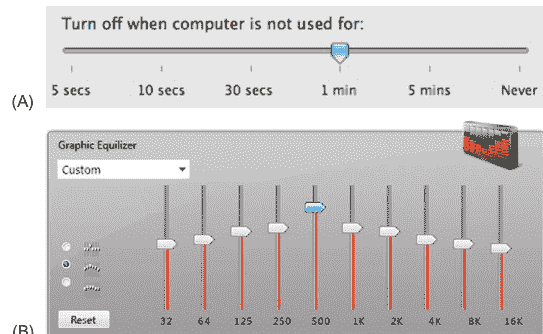 Turn off when computer is not used for:
5 secs 10 secs 30 secs 1 min 5 mins Never
(A)
Graphic Equilizer
Custom
Reset
32 64 125 250 500 1K 2K 4K 8K 16K
(B)